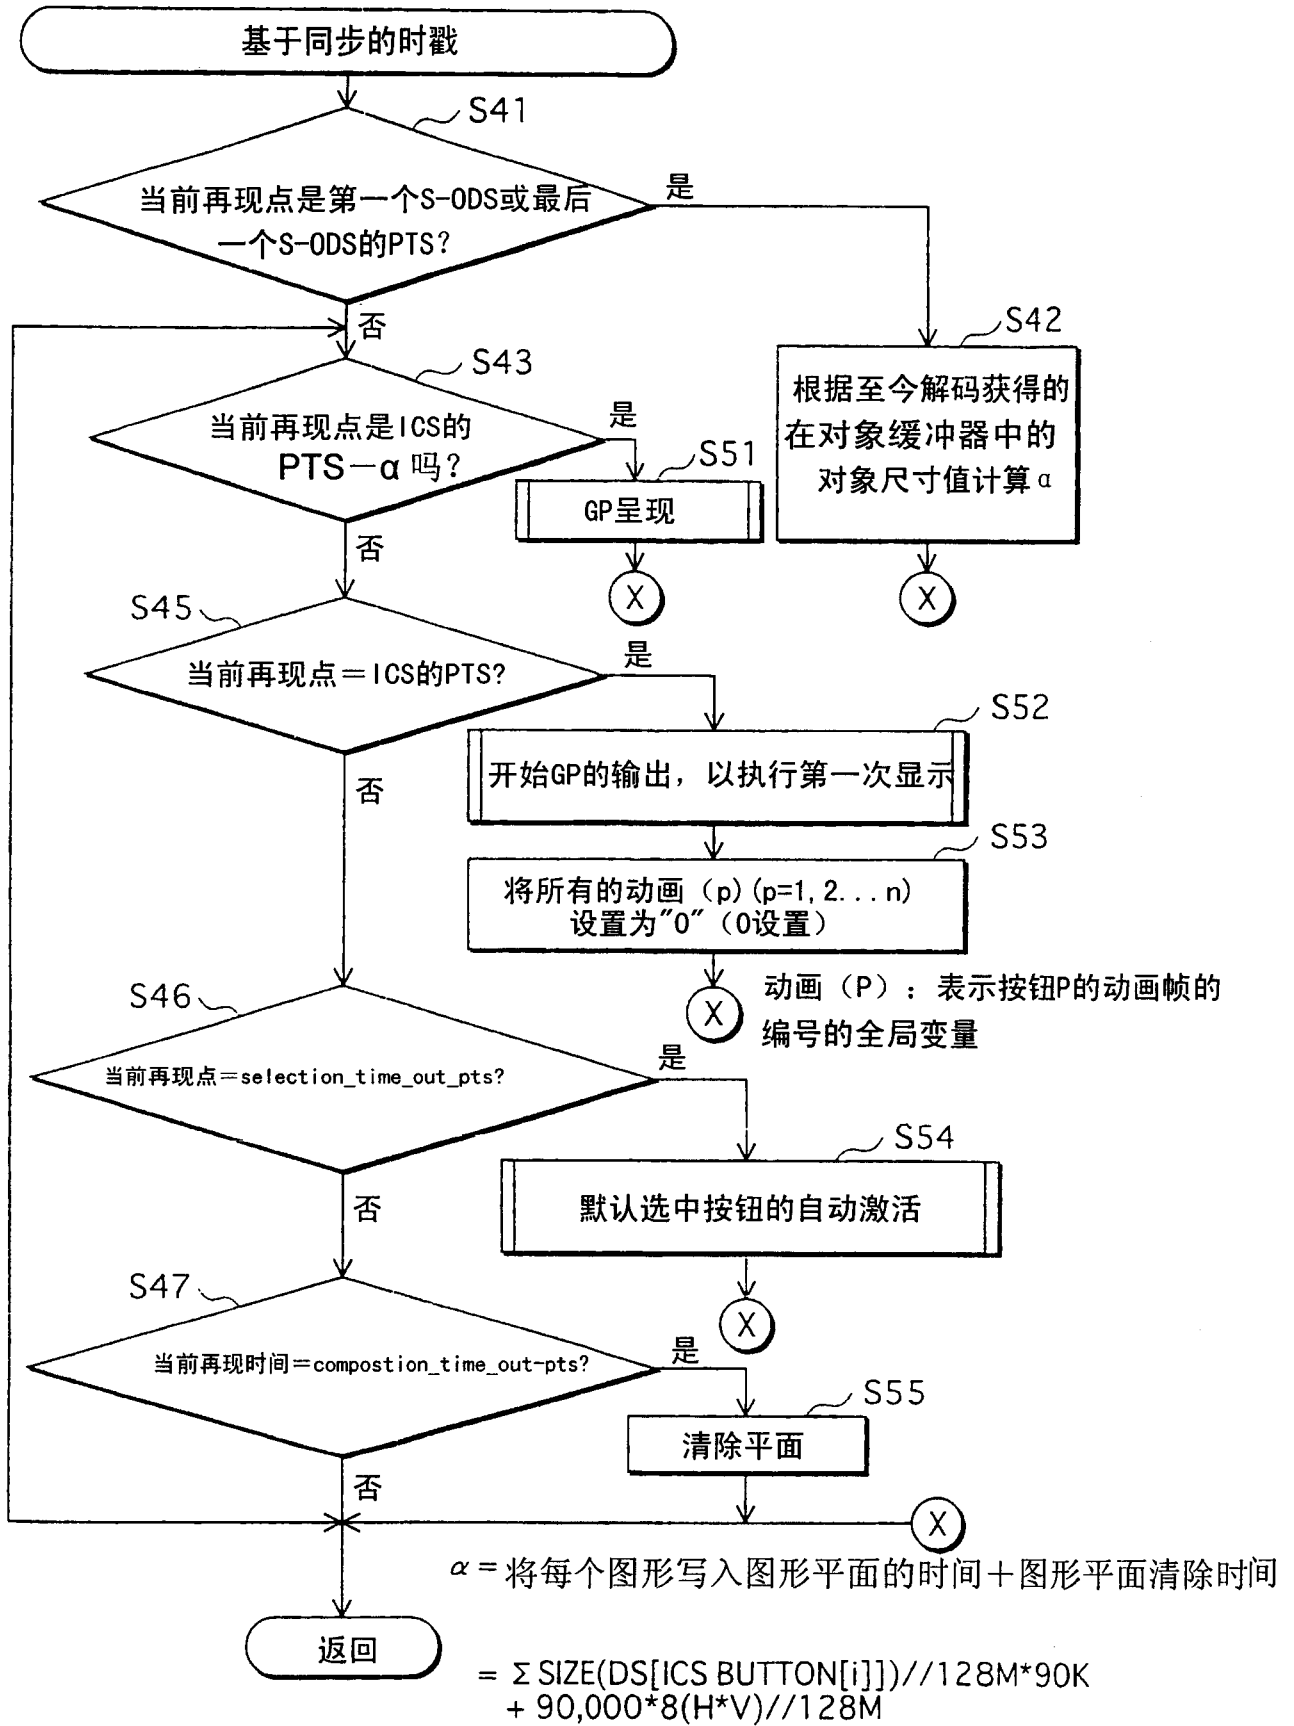 基于同步的时戳
S41
当前再现点是第一个S-ODS或最后
一个S-ODS的PTS?
是
否
S42
根据至今解码获得的
在对象缓冲器中的
对象尺寸值计算α
X
S43
当前再现点是ICS的
PTS－α 吗?
是
S51
GP呈现
X
否
S45
当前再现点＝ICS的PTS?
是
S52
开始GP的输出，以执行第一次显示
S53
将所有的动画（p)(p=1,2...n)
设置为"0"（0设置）
X
动画（P）：表示按钮P的动画帧的
编号的全局变量
否
S46
当前再现点＝selection_time_out_pts?
是
S54
默认选中按钮的自动激活
X
否
S47
当前再现时间＝compostion_time_out-pts?
是
S55
清除平面
否
X
α＝将每个图形写入图形平面的时间＋图形平面清除时间
返回
= Σ SIZE(DS[ICS BUTTON[i]])//128M*90K
+ 90,000*8(H*V)//128M